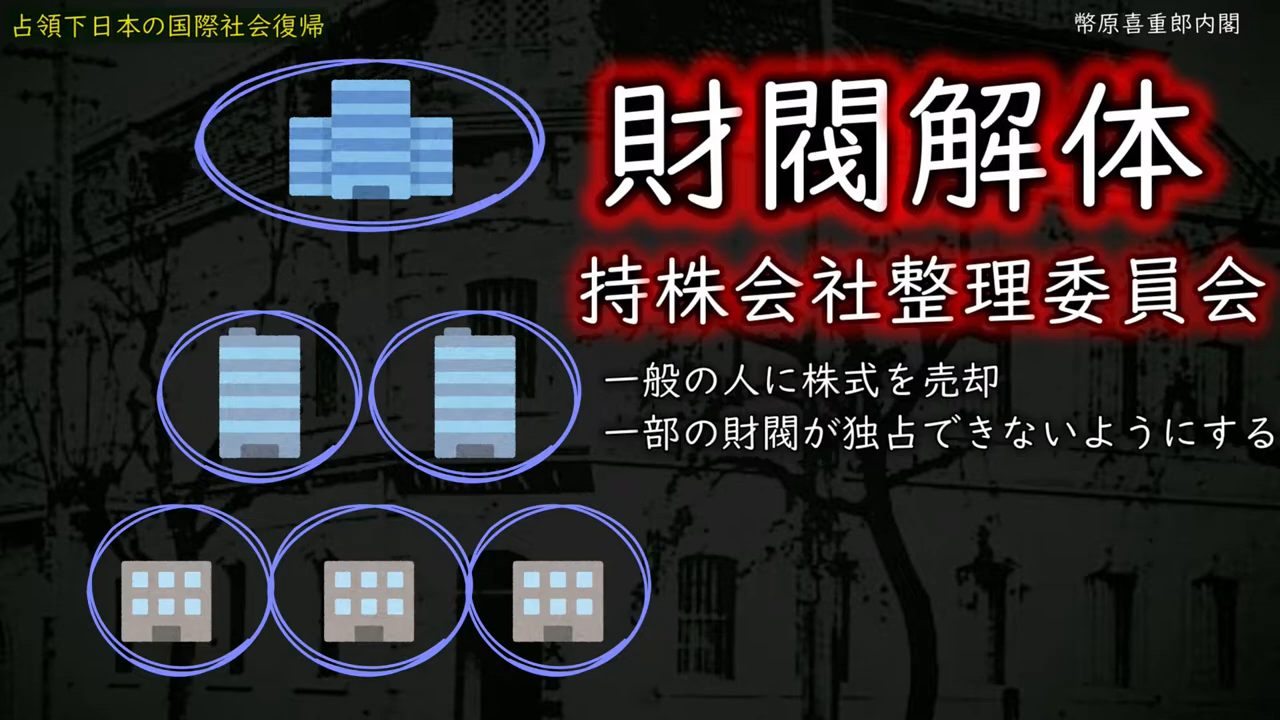 占領下日本の国際社会復帰
幣原喜重郎内閣
財閥解体
持株会社整理委員会
一般の人に株式を売却
一部の財閥が独占できないようにする